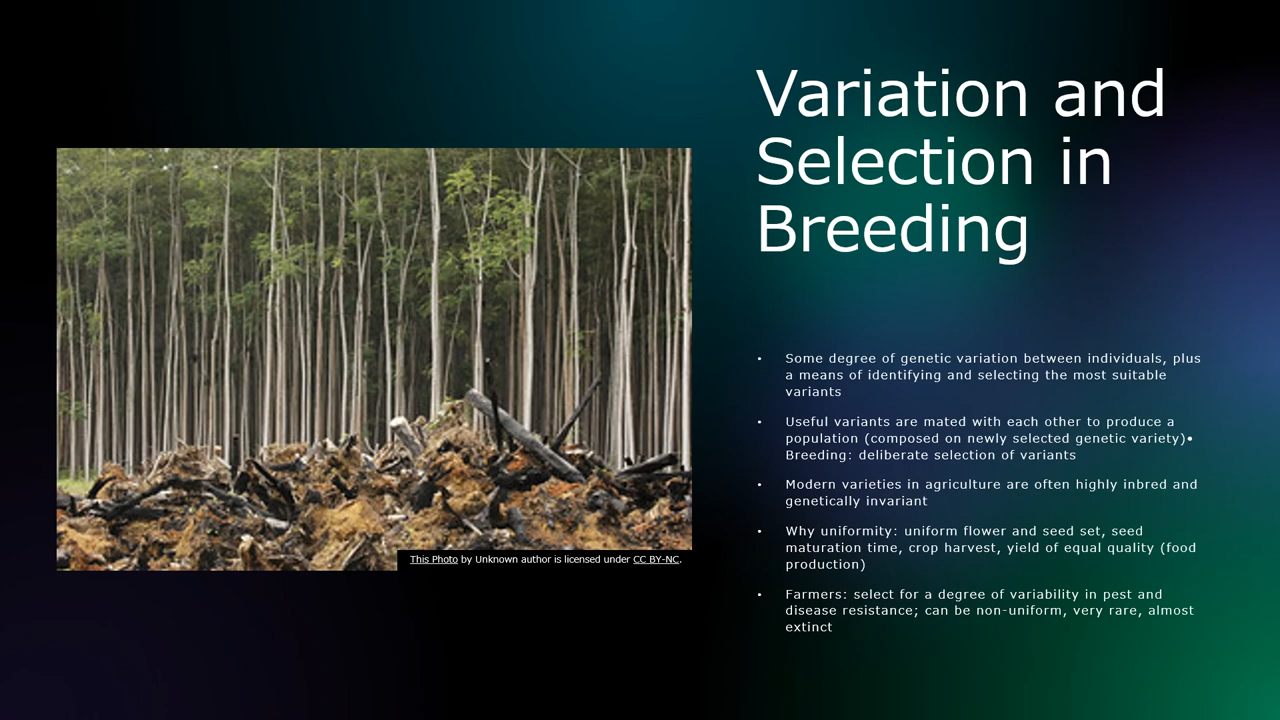 Variation and
Selection in
Breeding
• Some degree of genetic variation between individuals, plus
a means of identifying and selecting the most suitable
variants
• Useful variants are mated with each other to produce a
population (composed on newly selected genetic variety)•
Breeding: deliberate selection of variants
• Modern varieties in agriculture are often highly inbred and
genetically invariant
• Why uniformity: uniform flower and seed set, seed
maturation time, crop harvest, yield of equal quality (food
production)
• Farmers: select for a degree of variability in pest and
disease resistance; can be non-uniform, very rare, almost
extinct
This Photo by Unknown author is licensed under CC BY-NC.